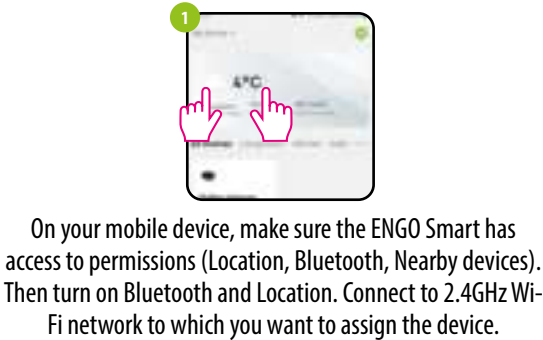 1
4°C
On your mobile device, make sure the ENGO Smart has
access to permissions (Location, Bluetooth, Nearby devices).
Then turn on Bluetooth and Location. Connect to 2.4GHz Wi-
Fi network to which you want to assign the device.